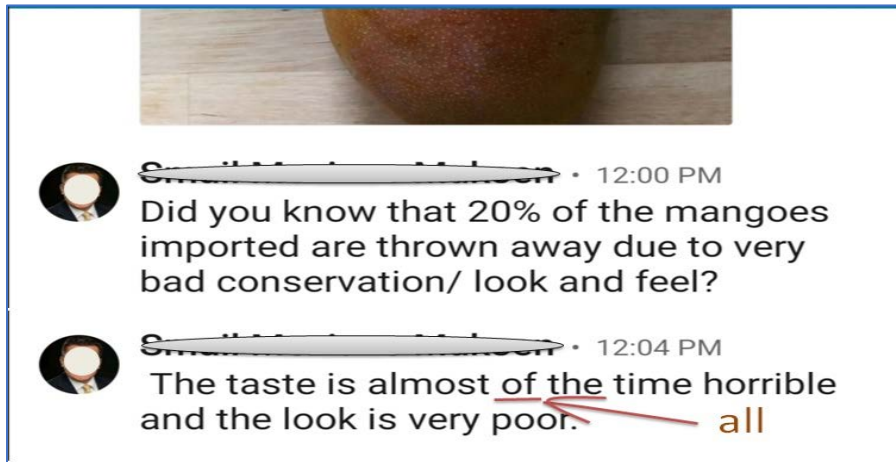 • 12:00 PM
Did you know that 20% of the mangoes
imported are thrown away due to very
bad conservation/ look and feel?
• 12:04 PM
The taste is almost of the time horrible
and the look is very poor.
all